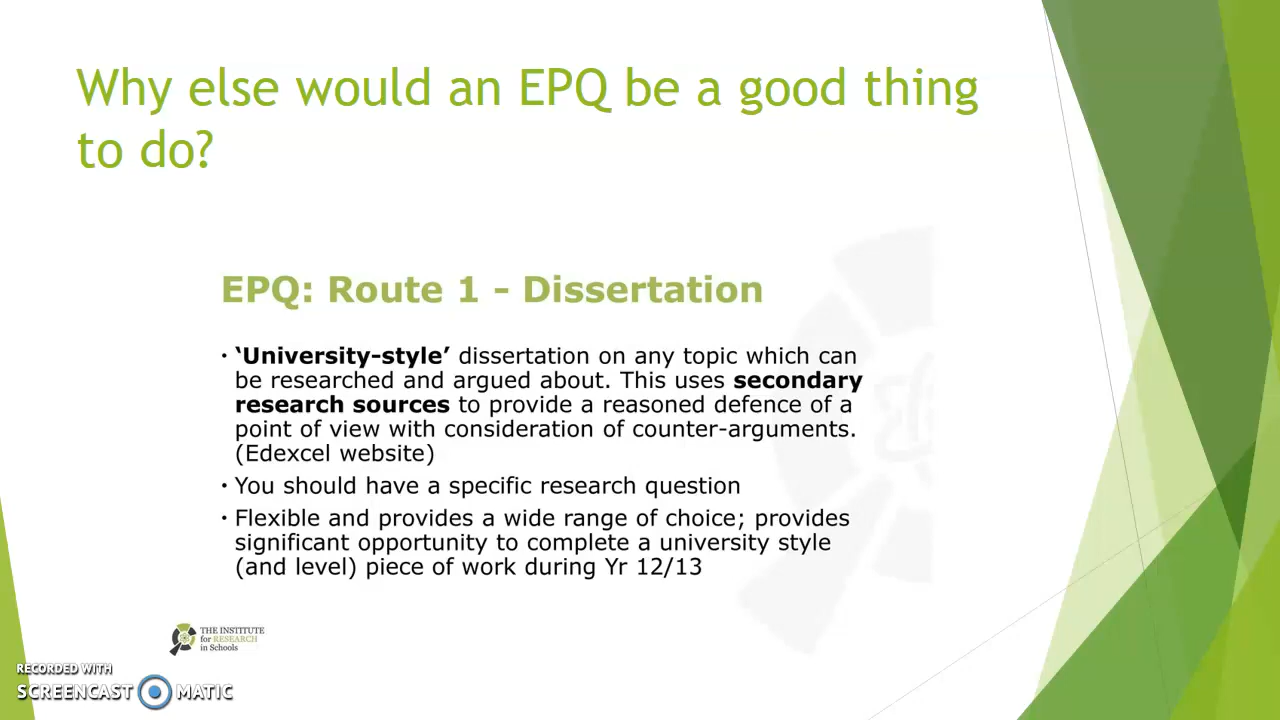 Why else would an EPQ be a good thing
to do?
EPQ: Route 1 - Dissertation
• ‘University-style’ dissertation on any topic which can
be researched and argued about. This uses secondary
research sources to provide a reasoned defence of a
point of view with consideration of counter-arguments.
(Edexcel website)
• You should have a specific research question
• Flexible and provides a wide range of choice; provides
significant opportunity to complete a university style
(and level) piece of work during Yr 12/13
THE INSTITUTE
for RESEARCH
in Schools
RECORDED WITH
SCREENCAST MATIC